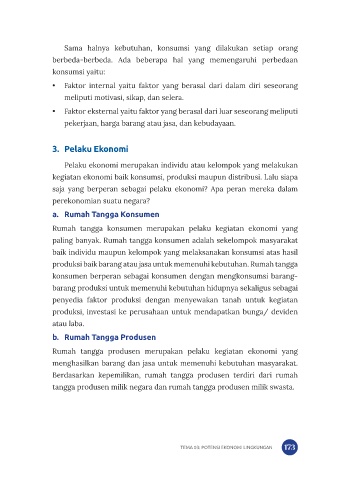 Sama halnya kebutuhan, konsumsi yang dilakukan setiap orang
berbeda-berbeda. Ada beberapa hal yang memengaruhi perbedaan
konsumsi yaitu:
• Faktor internal yaitu faktor yang berasal dari dalam diri seseorang
meliputi motivasi, sikap, dan selera.
• Faktor eksternal yaitu faktor yang berasal dari luar seseorang meliputi
pekerjaan, harga barang atau jasa, dan kebudayaan.
3. Pelaku Ekonomi
Pelaku ekonomi merupakan individu atau kelompok yang melakukan
kegiatan ekonomi baik konsumsi, produksi maupun distribusi. Lalu siapa
saja yang berperan sebagai pelaku ekonomi? Apa peran mereka dalam
perekonomian suatu negara?
a. Rumah Tangga Konsumen
Rumah tangga konsumen merupakan pelaku kegiatan ekonomi yang
paling banyak. Rumah tangga konsumen adalah sekelompok masyarakat
baik individu maupun kelompok yang melaksanakan konsumsi atas hasil
produksi baik barang atau jasa untuk memenuhi kebutuhan. Rumah tangga
konsumen berperan sebagai konsumen dengan mengkonsumsi barang-
barang produksi untuk memenuhi kebutuhan hidupnya sekaligus sebagai
penyedia faktor produksi dengan menyewakan tanah untuk kegiatan
produksi, investasi ke perusahaan untuk mendapatkan bunga/ deviden
atau laba.
b. Rumah Tangga Produsen
Rumah tangga produsen merupakan pelaku kegiatan ekonomi yang
menghasilkan barang dan jasa untuk memenuhi kebutuhan masyarakat.
Berdasarkan kepemilikan, rumah tangga produsen terdiri dari rumah
tangga produsen milik negara dan rumah tangga produsen milik swasta.
TEMA 03: POTENSI EKONOMI LINGKUNGAN 173